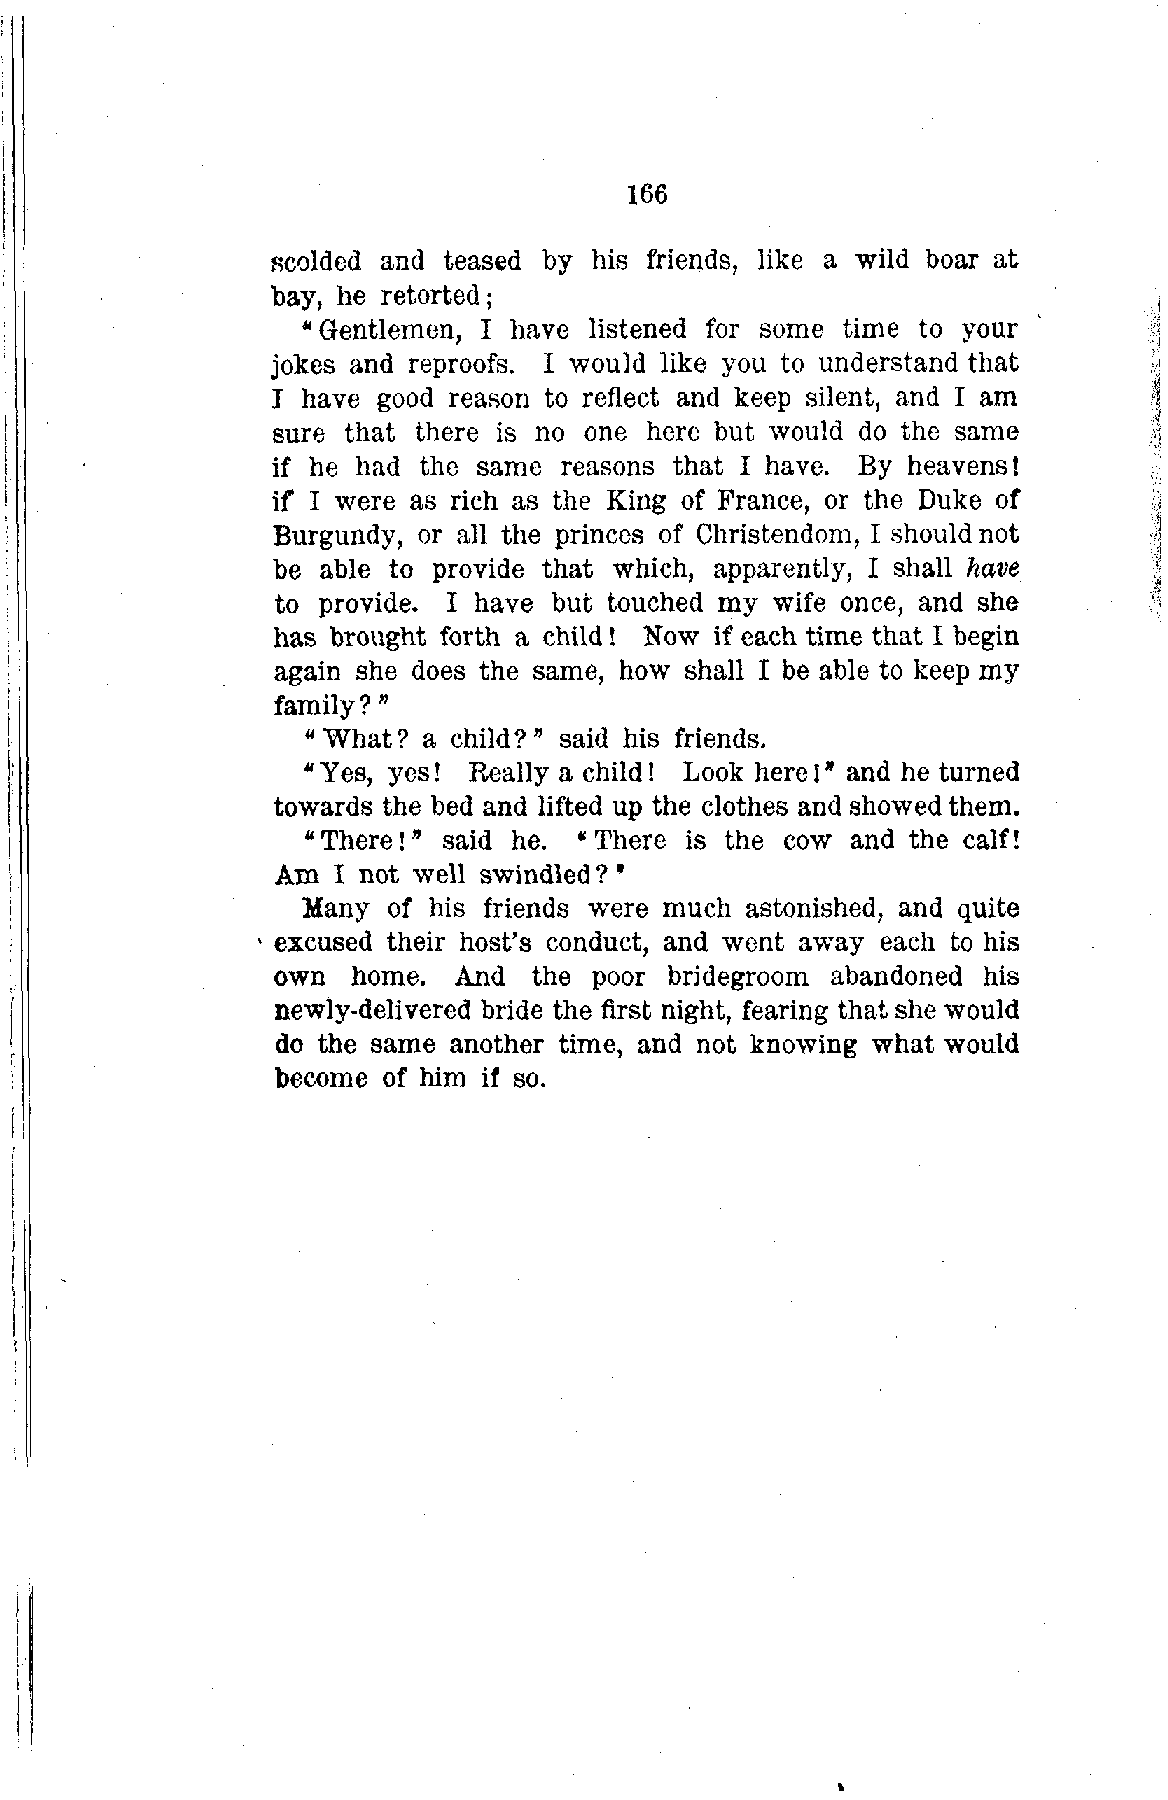 166
scolded and teased by his friends, like a wild boar at
bay, he retorted;
"Gentlemen, I have listened for some time to your
jokes and reproofs. I would like you to understand that
I have good reason to reflect and keep silent, and I am
sure that there is no one here but would do the same
if he had the same reasons that I have. By heavens!
if I were as rich as the King of France, or the Duke of
Burgundy, or all the princes of Christendom, I should not
be able to provide that which, apparently, I shall have
to provide. I have but touched my wife once, and she
has brought forth a child! Now if each time that I begin
again she does the same, how shall I be able to keep my
family?"
"What? a child?" said his friends.
"Yes, yes! Really a child! Look here!" and he turned
towards the bed and lifted up the clothes and showed them.
"There!" said he. "There is the cow and the calf!
Am I not well swindled?"
Many of his friends were much astonished, and quite
excused their host's conduct, and went away each to his
own home. And the poor bridegroom abandoned his
newly-delivered bride the first night, fearing that she would
do the same another time, and not knowing what would
become of him if so.